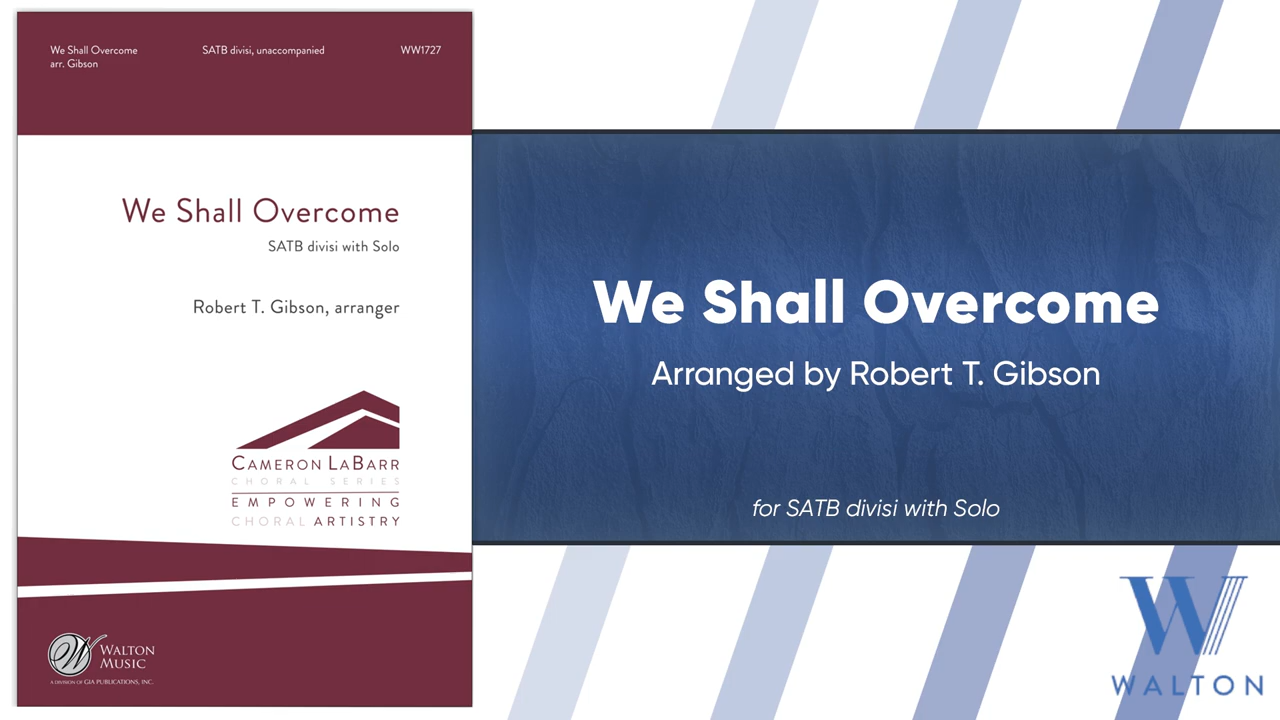 We Shall Overcome
arr. Gibson
SATB divisi, unaccompanied
WW1727
We Shall Overcome
SATB divisi with Solo
Robert T. Gibson, arranger
CAMERON LABARR
CHORAL SERIES
EMPOWERING
CHORAL ARTISTRY
W WALTON
MUSIC
A DIVISION OF GIA PUBLICATIONS, INC.
We Shall Overcome
Arranged by Robert T. Gibson
for SATB divisi with Solo
W
WALTON